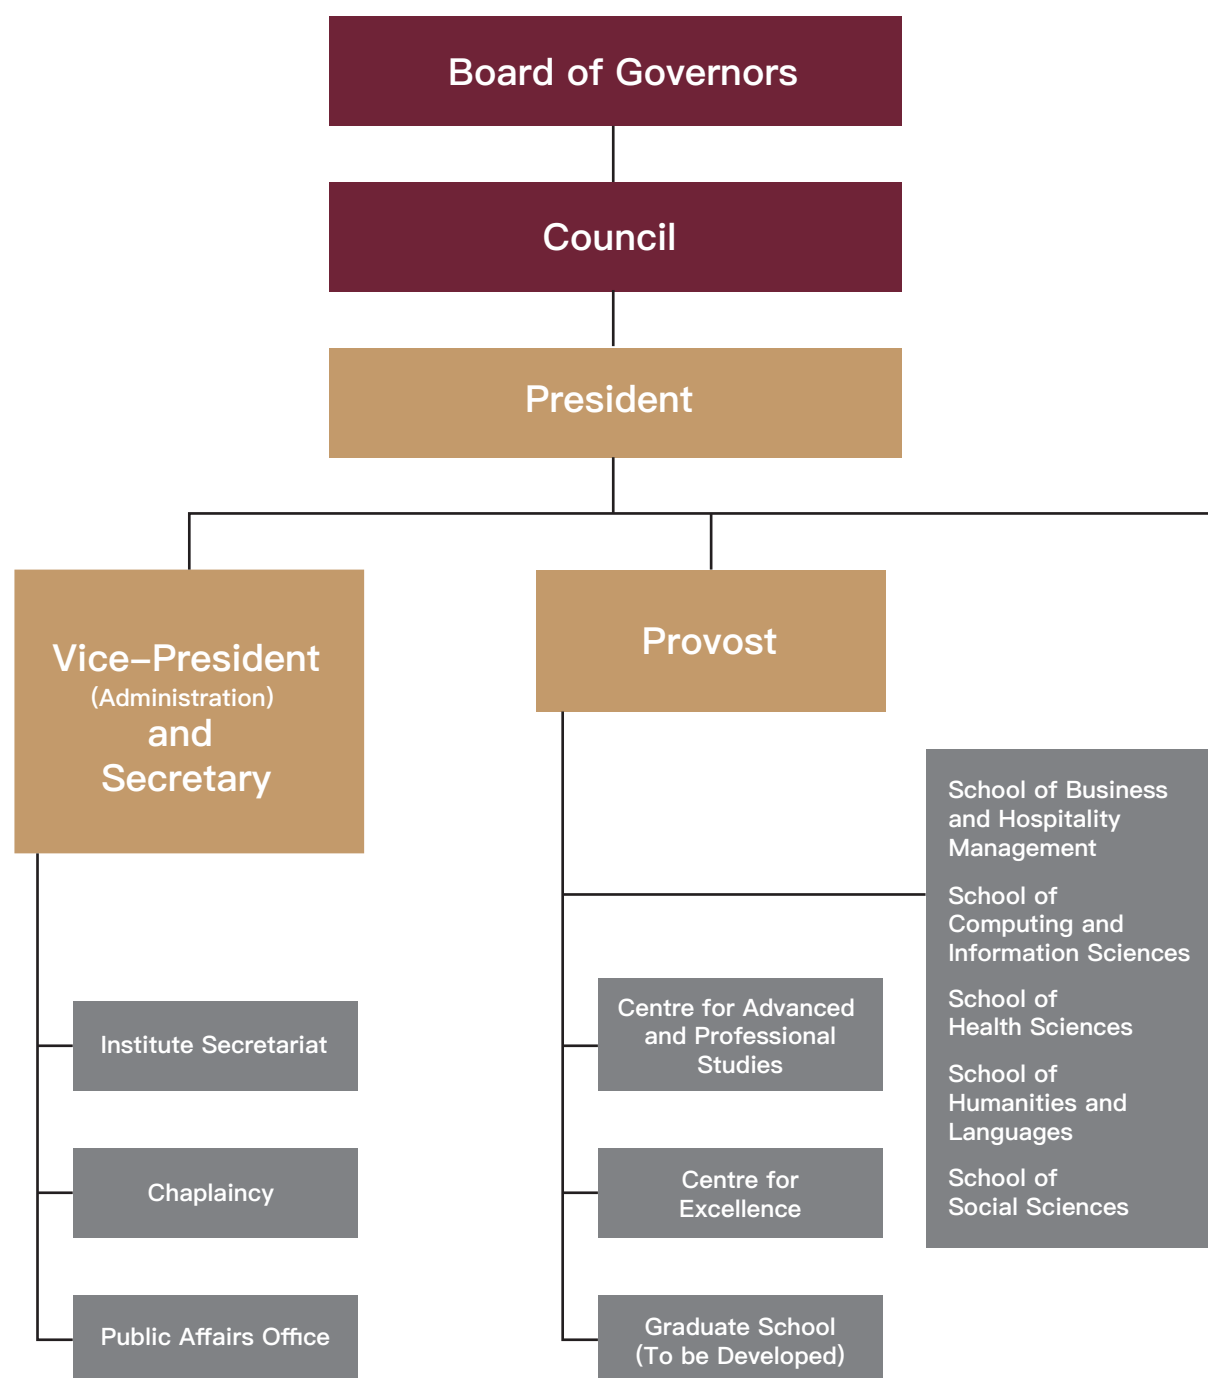 Board of Governors
Council
President
Vice–President
(Administration)
and
Secretary
Provost
School of Business
and Hospitality
Management
School of
Computing and
Information Sciences
School of
Health Sciences
School of
Humanities and
Languages
School of
Social Sciences
Institute Secretariat
Chaplaincy
Public Affairs Office
Centre for Advanced
and Professional
Studies
Centre for
Excellence
Graduate School
(To be Developed)